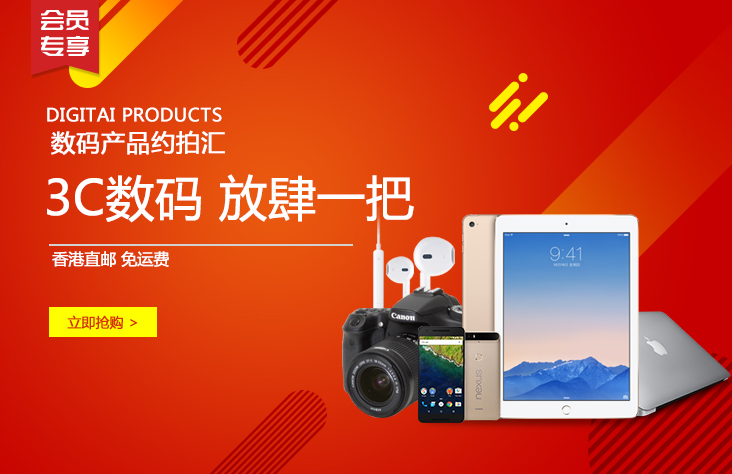 会员
专享
DIGITAI PRODUCTS
数码产品约拍汇
3C数码 放肆一把
香港直邮 免运费
立即抢购 >
Canon
nexus
9:41